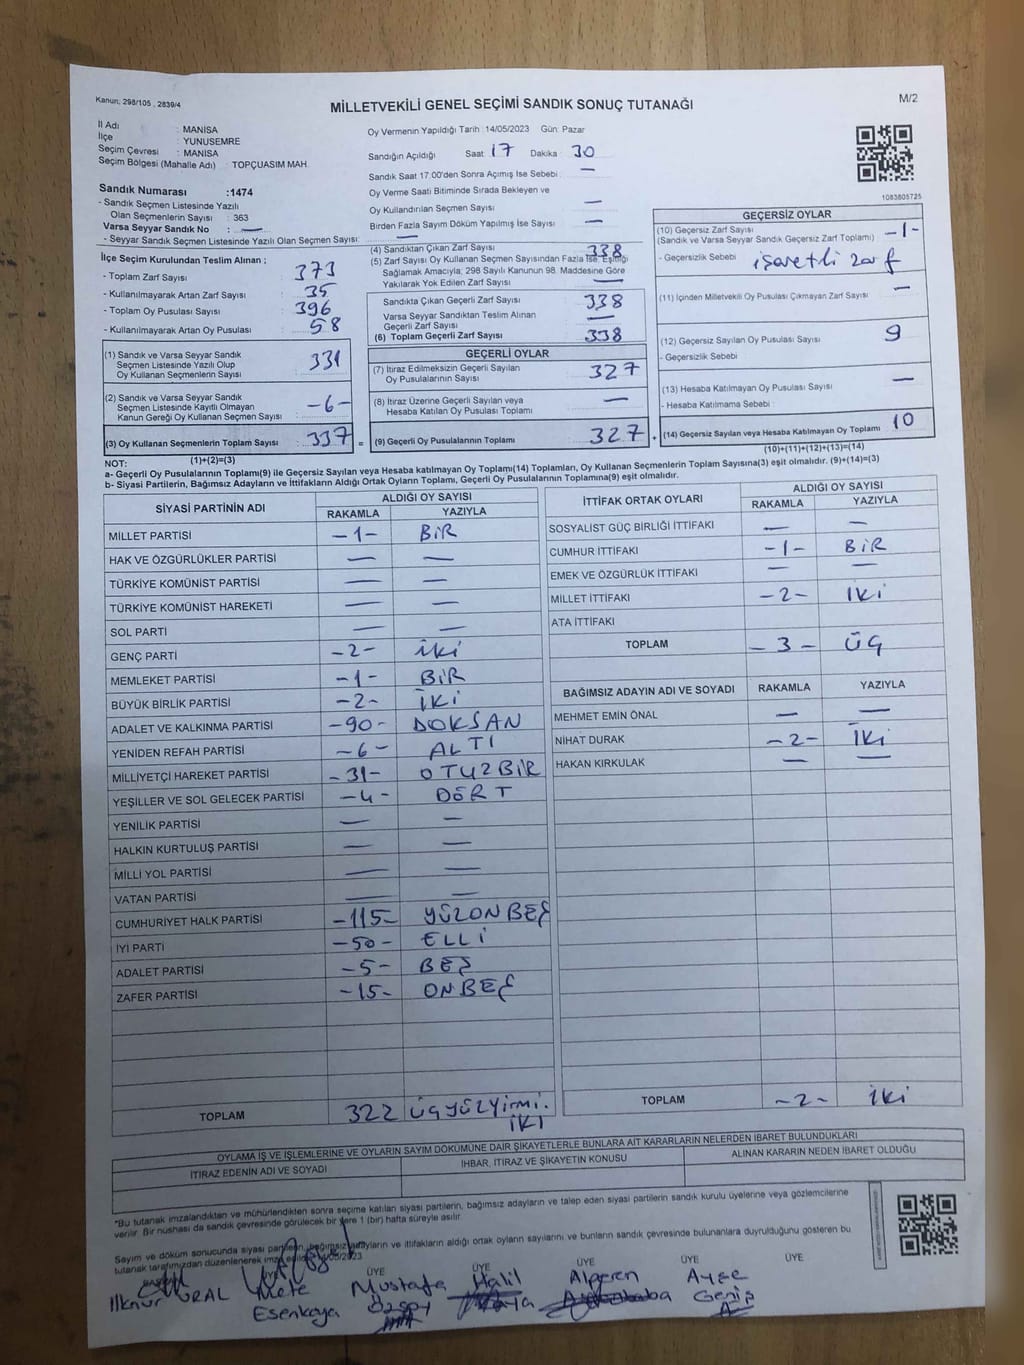 Kanun: 298/105 , 2839/4
MİLLETVEKİLİ GENEL SEÇİMİ SANDIK SONUÇ TUTANAĞI
M/2
İl Adı : MANİSA
İlçe : YUNUSEMRE
Seçim Çevresi : MANİSA
Seçim Bölgesi (Mahalle Adı) : TOPÇUASIM MAH.
Oy Vermenin Yapıldığı Tarih 14/05/2023 Gün: Pazar
Sandığın Açıldığı Saat 17 Dakika 30
Sandık Saat 17:00'den Sonra Açımış İse Sebebi : —
Oy Verme Saati Bitiminde Sırada Bekleyen ve
Oy Kullandırılan Seçmen Sayısı —
Birden Fazla Sayım Döküm Yapılmış İse Sayısı —
1083805725
Sandık Numarası :1474
- Sandık Seçmen Listesinde Yazılı
Olan Seçmenlerin Sayısı : 363
Varsa Seyyar Sandık No : —
- Seyyar Sandık Seçmen Listesinde Yazılı Olan Seçmen Sayısı: —
İlçe Seçim Kurulundan Teslim Alınan ;
- Toplam Zarf Sayısı : 373
- Kullanılmayarak Artan Zarf Sayısı : 35
- Toplam Oy Pusulası Sayısı : 396
- Kullanılmayarak Artan Oy Pusulası : 58
(1) Sandık ve Varsa Seyyar Sandık
Seçmen Listesinde Yazılı Olup
Oy Kullanan Seçmenlerin Sayısı : 331
(2) Sandık ve Varsa Seyyar Sandık
Seçmen Listesinde Kayıtlı Olmayan
Kanun Gereği Oy Kullanan Seçmen Sayısı : -6-
(3) Oy Kullanan Seçmenlerin Toplam Sayısı : 337 =
(1)+(2)=(3)
(4) Sandıktan Çıkan Zarf Sayısı 338
(5) Zarf Sayısı Oy Kullanan Seçmen Sayısından Fazla İse, Eşitliği
Sağlamak Amacıyla; 298 Sayılı Kanunun 98. Maddesine Göre
Yakılarak Yok Edilen Zarf Sayısı : —
Sandıkta Çıkan Geçerli Zarf Sayısı 338
Varsa Seyyar Sandıktan Teslim Alınan
Geçerli Zarf Sayısı —
(6) Toplam Geçerli Zarf Sayısı 338
GEÇERLİ OYLAR
(7) İtiraz Edilmeksizin Geçerli Sayılan
Oy Pusulalarının Sayısı : 327
(8) İtiraz Üzerine Geçerli Sayılan veya
Hesaba Katılan Oy Pusulası Toplamı : —
(9) Geçerli Oy Pusulalarının Toplamı 327 +
GEÇERSİZ OYLAR
(10) Geçersiz Zarf Sayısı
(Sandık ve Varsa Seyyar Sandık Geçersiz Zarf Toplamı) -1-
- Geçersizlik Sebebi : işaretli zarf
(11) İçinden Milletvekili Oy Pusulası Çıkmayan Zarf Sayısı : —
(12) Geçersiz Sayılan Oy Pusulası Sayısı : 9
- Geçersizlik Sebebi
(13) Hesaba Katılmayan Oy Pusulası Sayısı : —
- Hesaba Katılmama Sebebi :
(14) Geçersiz Sayılan veya Hesaba Katılmayan Oy Toplamı 10
(10)+(11)+(12)+(13)=(14)
NOT:
a- Geçerli Oy Pusulalarının Toplamı(9) ile Geçersiz Sayılan veya Hesaba katılmayan Oy Toplamı(14) Toplamları, Oy Kullanan Seçmenlerin Toplam Sayısına(3) eşit olmalıdır. (9)+(14)=(3)
b- Siyasi Partilerin, Bağımsız Adayların ve İttifakların Aldığı Ortak Oyların Toplamı, Geçerli Oy Pusulalarının Toplamına(9) eşit olmalıdır.
SİYASİ PARTİNİN ADI ALDIĞI OY SAYISI
RAKAMLA YAZIYLA
MİLLET PARTİSİ -1- BİR
HAK VE ÖZGÜRLÜKLER PARTİSİ — —
TÜRKİYE KOMÜNİST PARTİSİ — —
TÜRKİYE KOMÜNİST HAREKETİ — —
SOL PARTİ — —
GENÇ PARTİ -2- iki
MEMLEKET PARTİSİ -1- BİR
BÜYÜK BİRLİK PARTİSİ -2- İKİ
ADALET VE KALKINMA PARTİSİ -90- DOKSAN
YENİDEN REFAH PARTİSİ -6- ALTI
MİLLİYETÇİ HAREKET PARTİSİ -31- OTUZBİR
YEŞİLLER VE SOL GELECEK PARTİSİ -4- DÖRT
YENİLİK PARTİSİ — —
HALKIN KURTULUŞ PARTİSİ — —
MİLLİ YOL PARTİSİ — —
VATAN PARTİSİ — —
CUMHURİYET HALK PARTİSİ -115- YÜZONBEŞ
İYİ PARTİ -50- ELLİ
ADALET PARTİSİ -5- BEŞ
ZAFER PARTİSİ -15- ONBEŞ
TOPLAM 322 ÜÇYÜZYİRMİ.
İKİ
İTTİFAK ORTAK OYLARI ALDIĞI OY SAYISI
RAKAMLA YAZIYLA
SOSYALİST GÜÇ BİRLİĞİ İTTİFAKI — —
CUMHUR İTTİFAKI -1- BİR
EMEK VE ÖZGÜRLÜK İTTİFAKI — —
MİLLET İTTİFAKI -2- İKİ
ATA İTTİFAKI
TOPLAM -3- ÜÇ
BAĞIMSIZ ADAYIN ADI VE SOYADI RAKAMLA YAZIYLA
MEHMET EMİN ÖNAL — —
NİHAT DURAK -2- İKİ
HAKAN KIRKULAK — —
TOPLAM -2- İKİ
OYLAMA İŞ VE İŞLEMLERİNE VE OYLARIN SAYIM DÖKÜMÜNE DAİR ŞİKAYETLERLE BUNLARA AİT KARARLARIN NELERDEN İBARET BULUNDUKLARI
İTİRAZ EDENİN ADI VE SOYADI İHBAR, İTİRAZ VE ŞİKAYETİN KONUSU ALINAN KARARIN NEDEN İBARET OLDUĞU
*Bu tutanak imzalandıktan ve mühürlendikten sonra seçime katılan siyasi partilerin, bağımsız adayların ve talep eden siyasi partilerin sandık kurulu üyelerine veya gözlemcilerine
verilir. Bir nüshası da sandık çevresinde görülecek bir yere 1 (bir) hafta süreyle asılır.
Sayım ve döküm sonucunda siyasi partilerin, bağımsız adayların ve ittifakların aldığı ortak oyların sayılarını ve bunların sandık çevresinde bulunanlara duyurulduğunu gösteren bu
tutanak tarafımızdan düzenlenerek
ÜYE ÜYE ÜYE ÜYE ÜYE
İlknur URAL Mete Mustafa Halil Alperen Ayşe
Esenkaya Özsoy Geniş